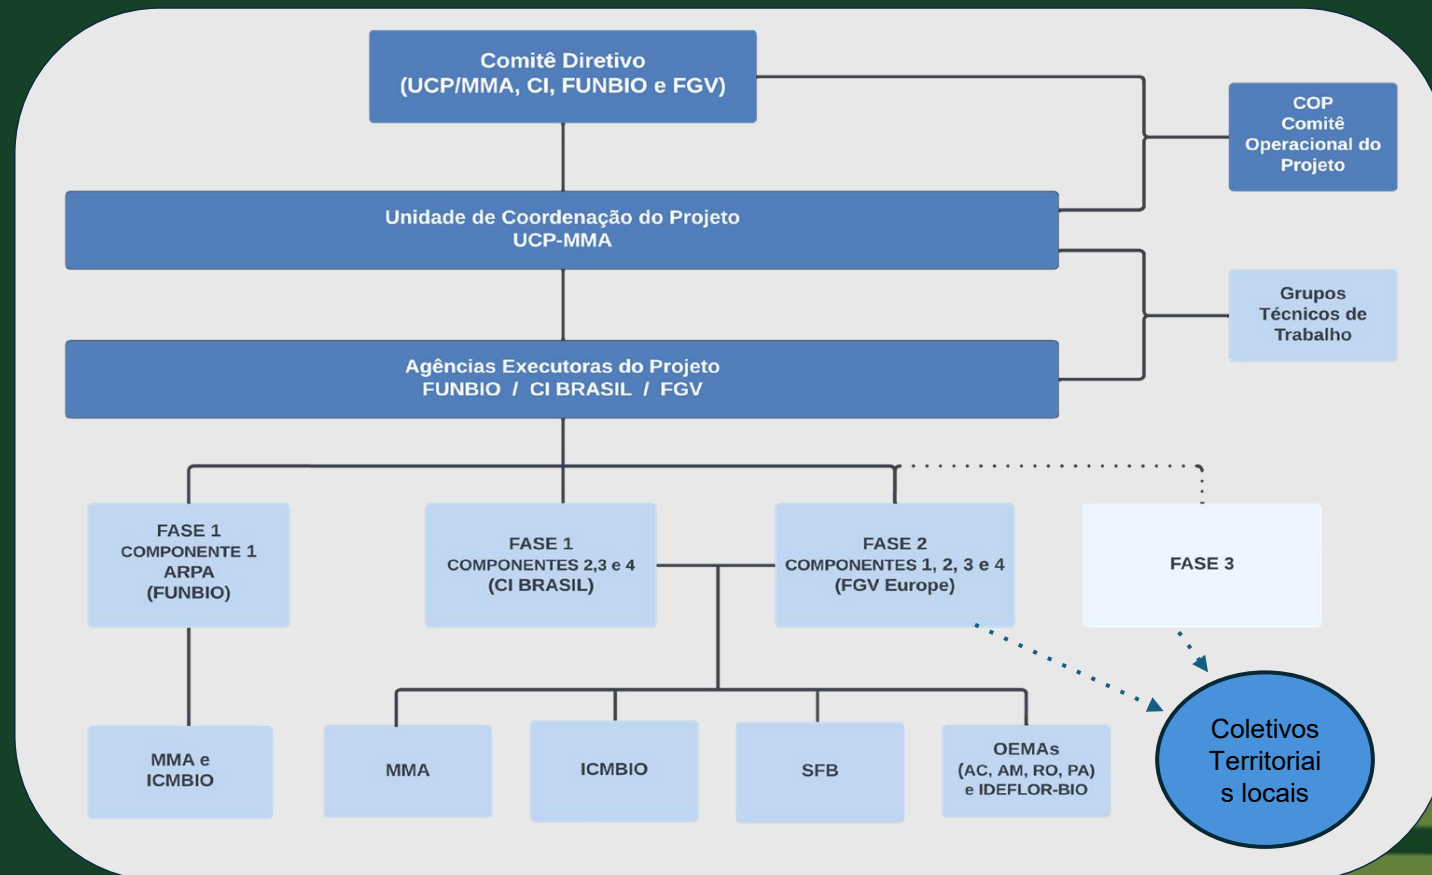 Comitê Diretivo
(UCP/MMA, CI, FUNBIO e FGV)
COP
Comitê
Operacional do
Projeto
Unidade de Coordenação do Projeto
UCP-MMA
Grupos
Técnicos de
Trabalho
Agências Executoras do Projeto
FUNBIO / CI BRASIL / FGV
FASE 1
COMPONENTE 1
ARPA
(FUNBIO)
FASE 1
COMPONENTES 2,3 e 4
(CI BRASIL)
FASE 2
COMPONENTES 1, 2, 3 e 4
(FGV Europe)
FASE 3
MMA e
ICMBIO
MMA
ICMBIO
SFB
OEMAs
(AC, AM, RO, PA)
e IDEFLOR-BIO
Coletivos
Territoriai
s locais